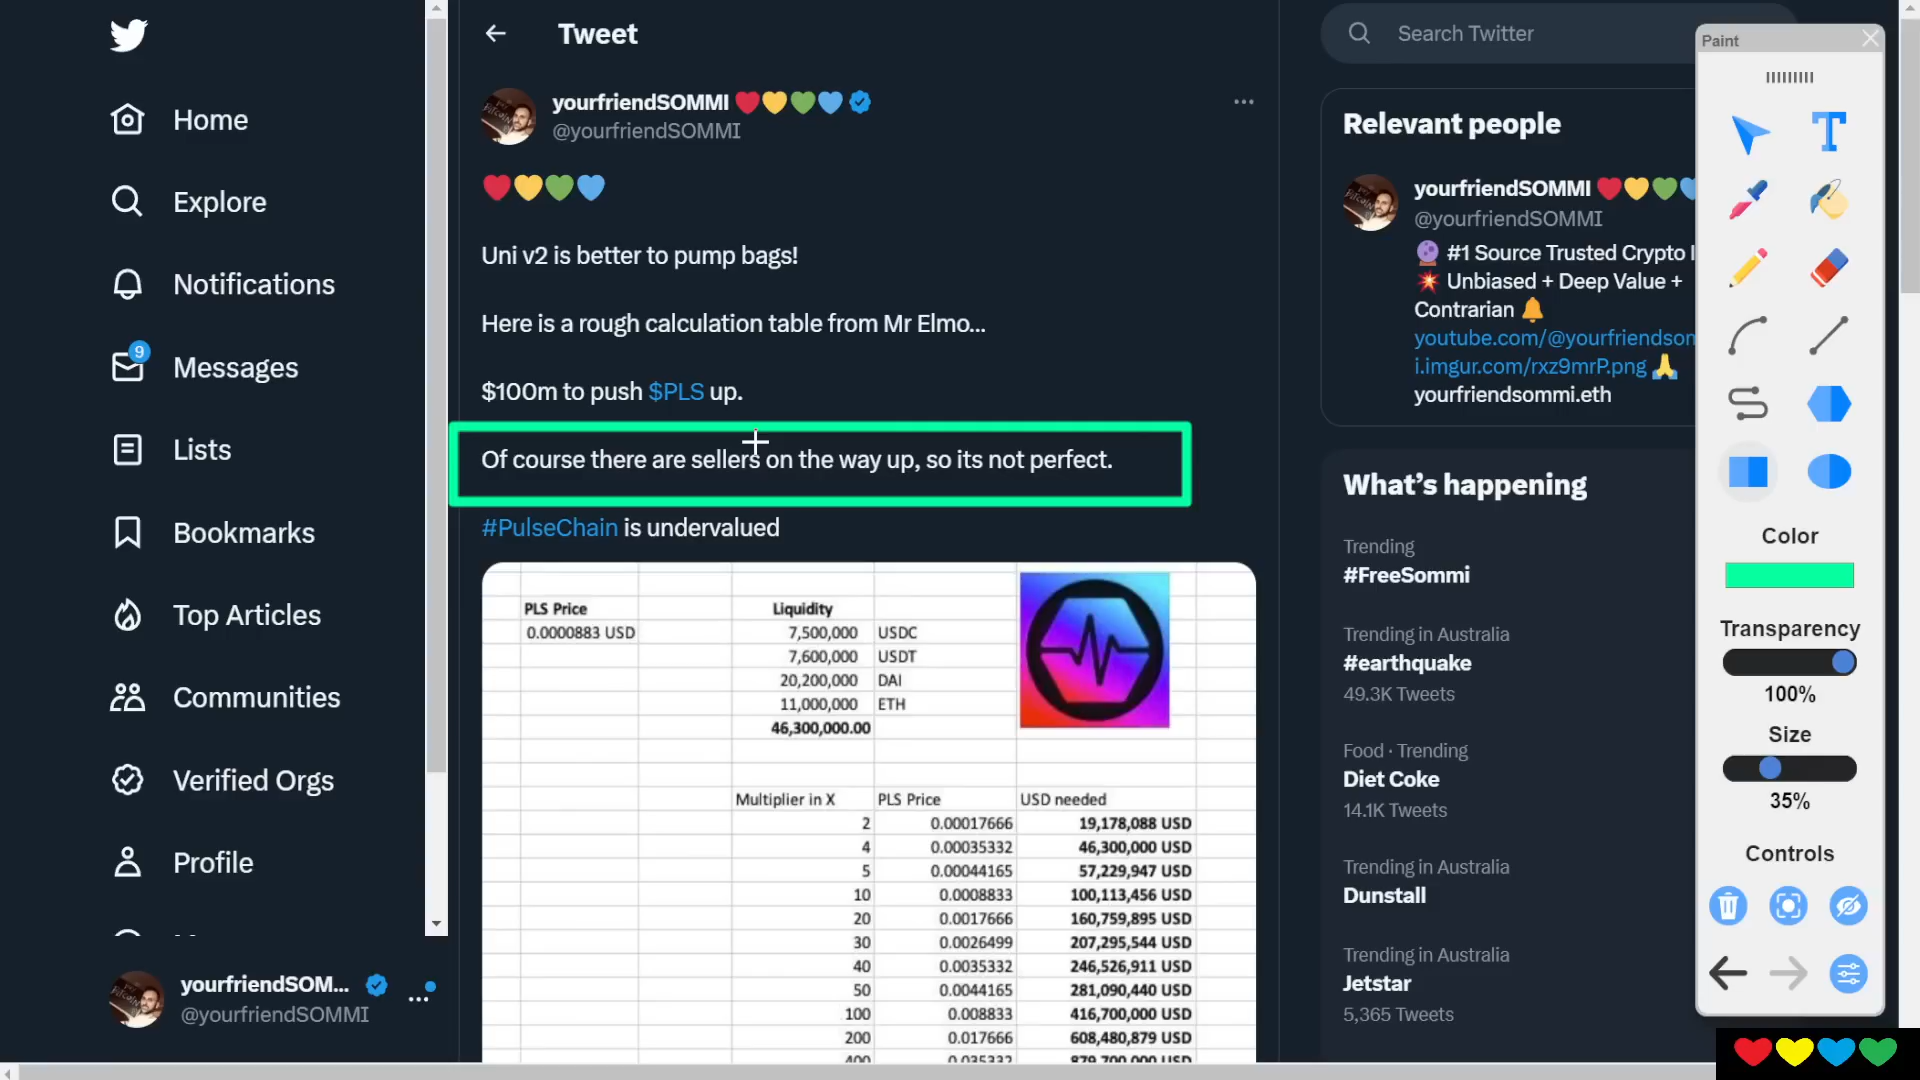 Home
Explore
Notifications
9
Messages
Lists
Bookmarks
Top Articles
Communities
Verified Orgs
Profile
yourfriendSOM...
@yourfriendSOMMI
Tweet
yourfriendSOMMI
@yourfriendSOMMI
Uni v2 is better to pump bags!
Here is a rough calculation table from Mr Elmo...
$100m to push $PLS up.
Of course there are sellers on the way up, so its not perfect.
#PulseChain is undervalued
PLS Price Liquidity
0.0000883 USD 7,500,000 USDC
7,600,000 USDT
20,200,000 DAI
11,000,000 ETH
46,300,000.00
Multiplier in X PLS Price USD needed
2 0.00017666 19,178,088 USD
4 0.00035332 46,300,000 USD
5 0.00044165 57,229,947 USD
10 0.0008833 100,113,456 USD
20 0.0017666 160,759,895 USD
30 0.0026499 207,295,544 USD
40 0.0035332 246,526,911 USD
50 0.0044165 281,090,440 USD
100 0.008833 416,700,000 USD
200 0.017666 608,480,879 USD
400 0.035332 879,700,000 USD
Search Twitter
Relevant people
yourfriendSOMMI
@yourfriendSOMMI
#1 Source Trusted Crypto
Unbiased + Deep Value +
Contrarian
youtube.com/@yourfriendsom
i.imgur.com/rxz9mrP.png
yourfriendsommi.eth
What's happening
Trending
#FreeSommi
Trending in Australia
#earthquake
49.3K Tweets
Food · Trending
Diet Coke
14.1K Tweets
Trending in Australia
Dunstall
Trending in Australia
Jetstar
5,365 Tweets
Paint
T
Color
Transparency
100%
Size
35%
Controls